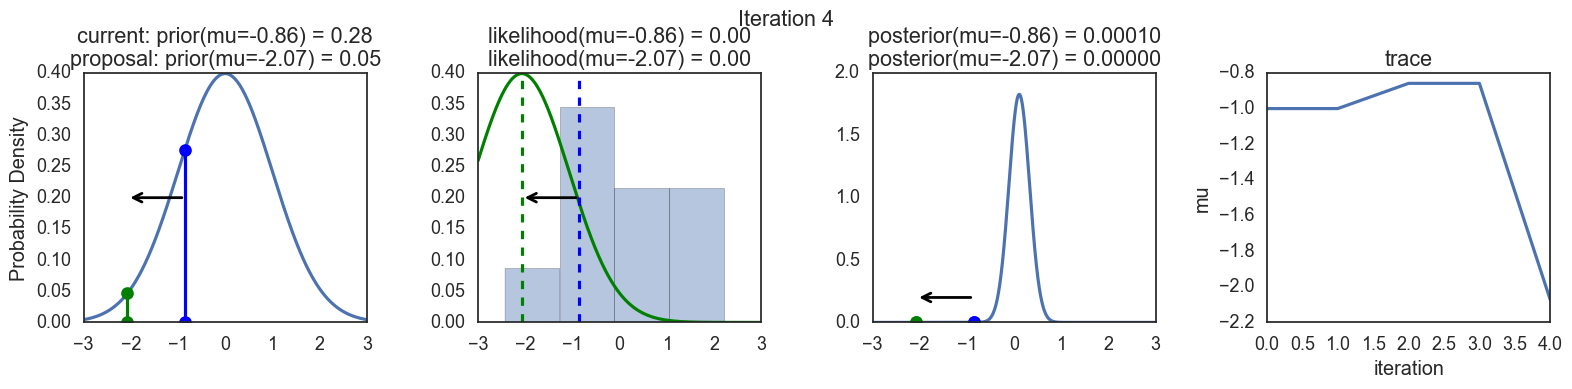 Iteration 4
current: prior(mu=-0.86) = 0.28
proposal: prior(mu=-2.07) = 0.05
likelihood(mu=-0.86) = 0.00
likelihood(mu=-2.07) = 0.00
posterior(mu=-0.86) = 0.00010
posterior(mu=-2.07) = 0.00000
trace
Probability Density
0.40
0.35
0.30
0.25
0.20
0.15
0.10
0.05
0.00
−3 −2 −1 0 1 2 3
0.40
0.35
0.30
0.25
0.20
0.15
0.10
0.05
0.00
−3 −2 −1 0 1 2 3
2.0
1.5
1.0
0.5
0.0
−3 −2 −1 0 1 2 3
mu
−0.8
−1.0
−1.2
−1.4
−1.6
−1.8
−2.0
−2.2
0.0 0.5 1.0 1.5 2.0 2.5 3.0 3.5 4.0
iteration